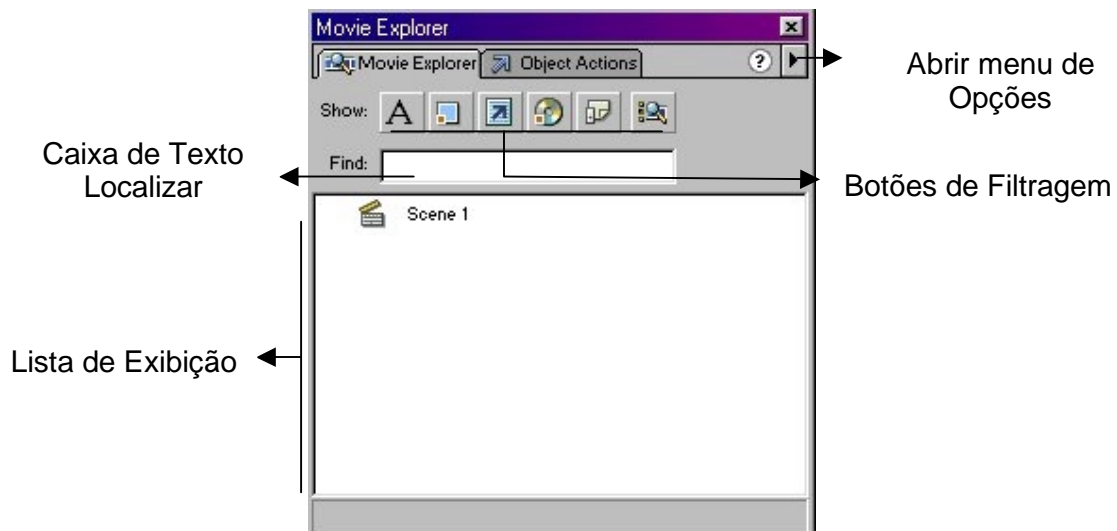 Movie Explorer
Movie Explorer
Object Actions
?
Abrir menu de
Opções
Show:
A
Caixa de Texto
Localizar
Find:
Botões de Filtragem
Scene 1
Lista de Exibição